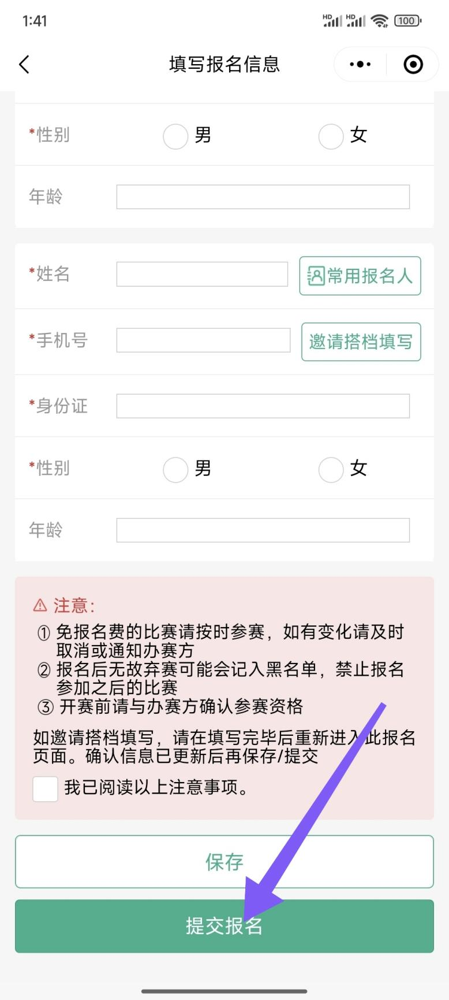 1:41
HD HD 100
填写报名信息
*性别 男 女
年龄
*姓名 常用报名人
*手机号 邀请搭档填写
*身份证
*性别 男 女
年龄
注意：
① 免报名费的比赛请按时参赛，如有变化请及时
取消或通知办赛方
② 报名后无故弃赛可能会记入黑名单，禁止报名
参加之后的比赛
③ 开赛前请与办赛方确认参赛资格
如邀请搭档填写，请在填写完毕后重新进入此报名
页面。确认信息已更新后再保存/提交
我已阅读以上注意事项。
保存
提交报名